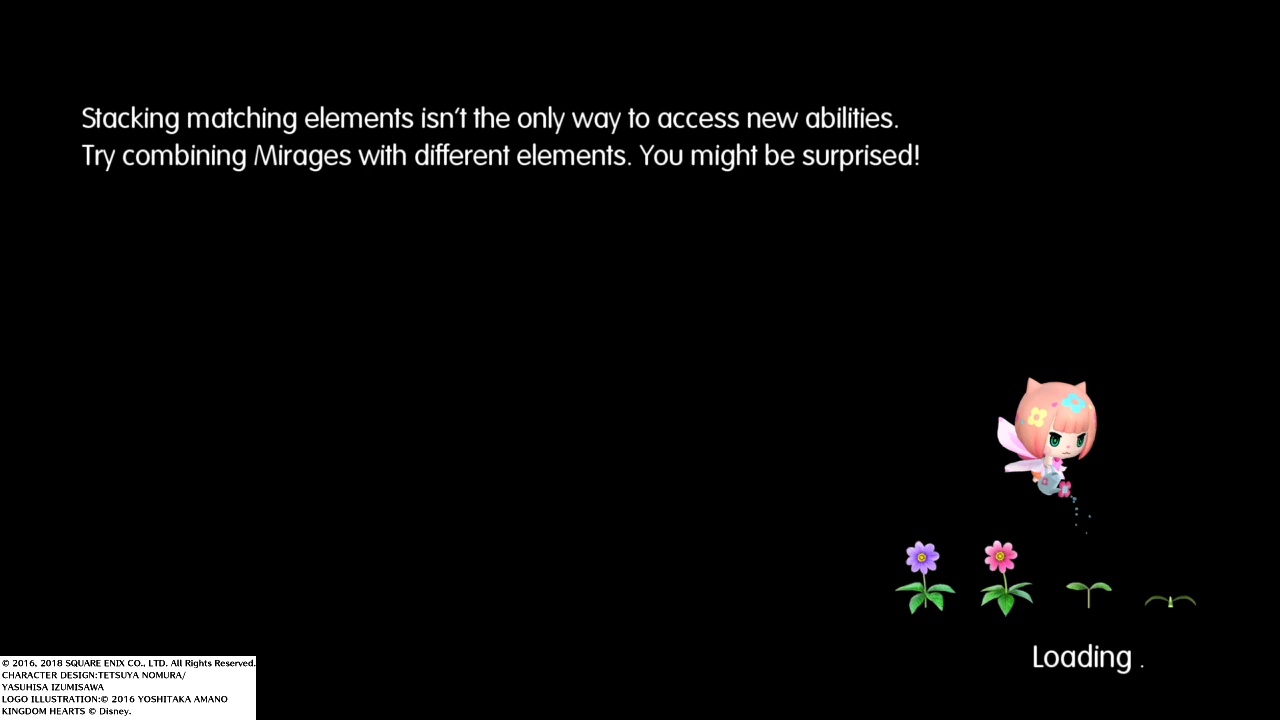 Stacking matching elements isn't the only way to access new abilities.
Try combining Mirages with different elements. You might be surprised!
Loading .
© 2016, 2018 SQUARE ENIX CO., LTD. All Rights Reserved.
CHARACTER DESIGN:TETSUYA NOMURA/
YASUHISA IZUMISAWA
LOGO ILLUSTRATION:© 2016 YOSHITAKA AMANO
KINGDOM HEARTS © Disney.